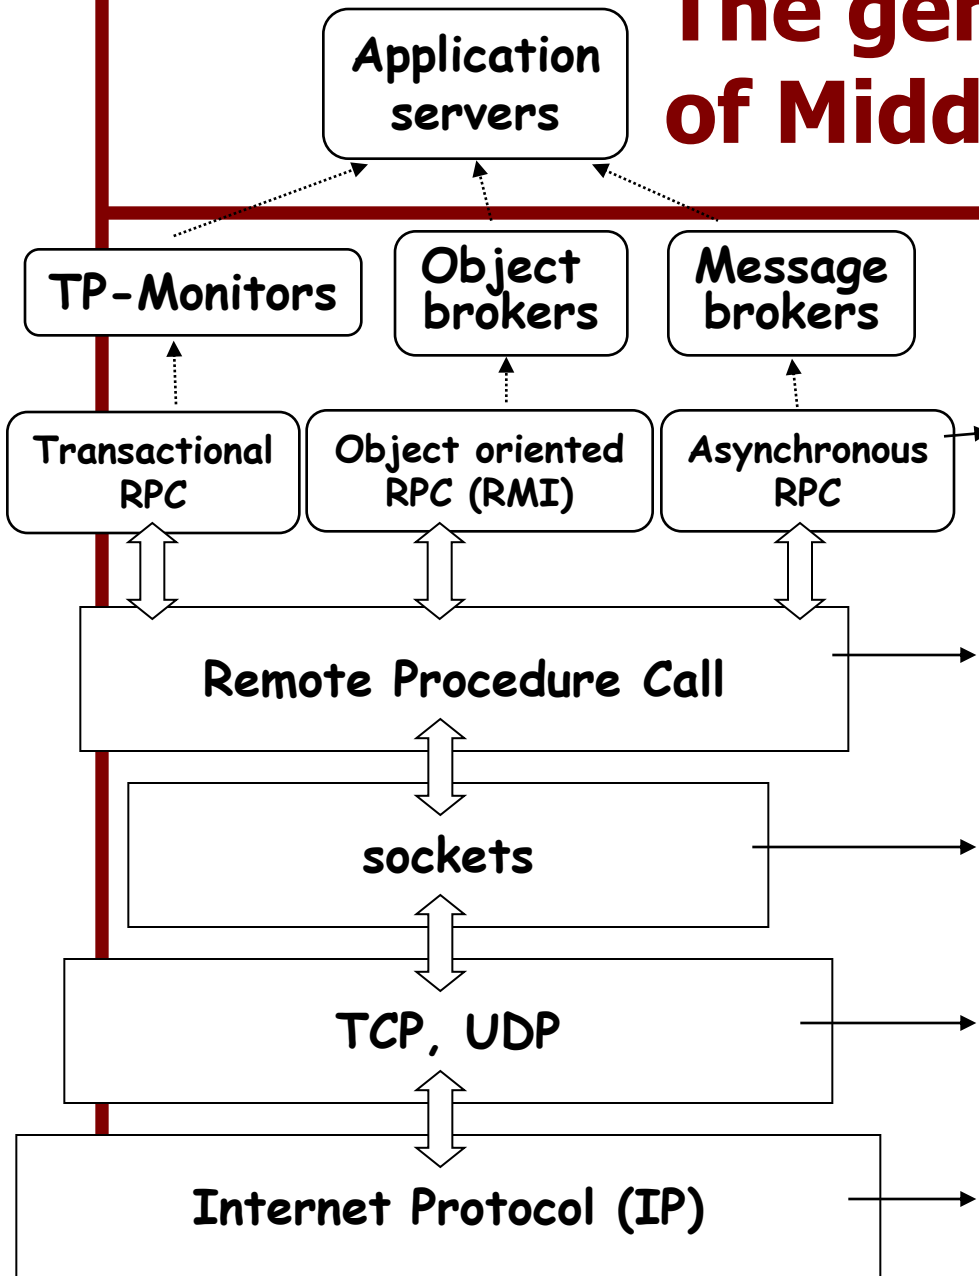 The gen
of Midd
Application
servers
TP-Monitors
Object
brokers
Message
brokers
Transactional
RPC
Object oriented
RPC (RMI)
Asynchronous
RPC
Remote Procedure Call
sockets
TCP, UDP
Internet Protocol (IP)